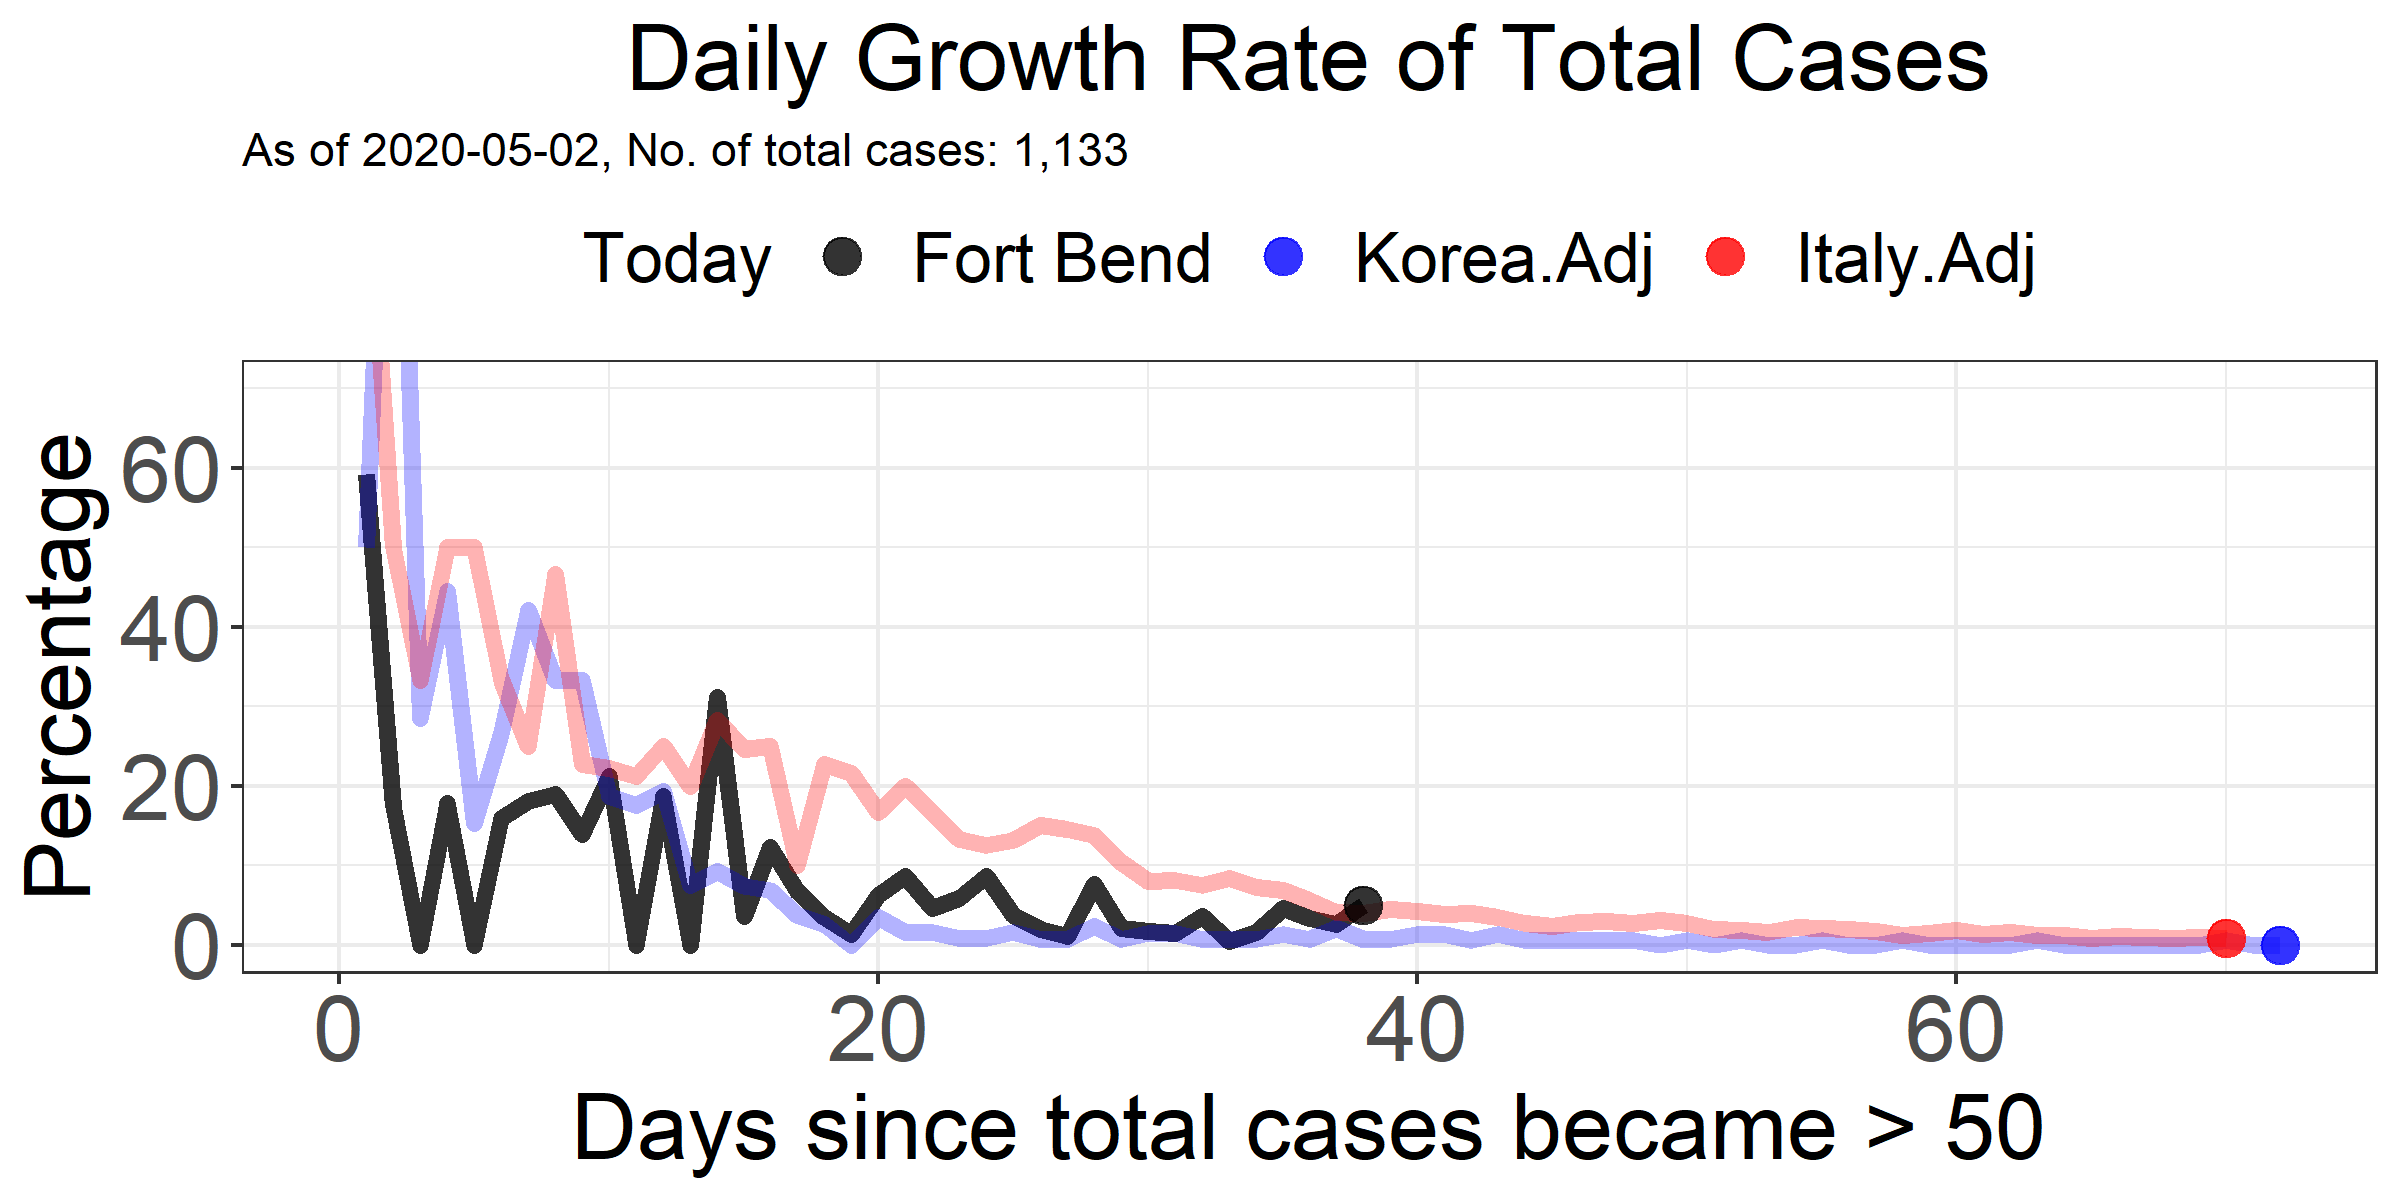 Daily Growth Rate of Total Cases
As of 2020-05-02, No. of total cases: 1,133
Today Fort Bend Korea.Adj Italy.Adj
Percentage
60
40
20
0
0 20 40 60
Days since total cases became > 50